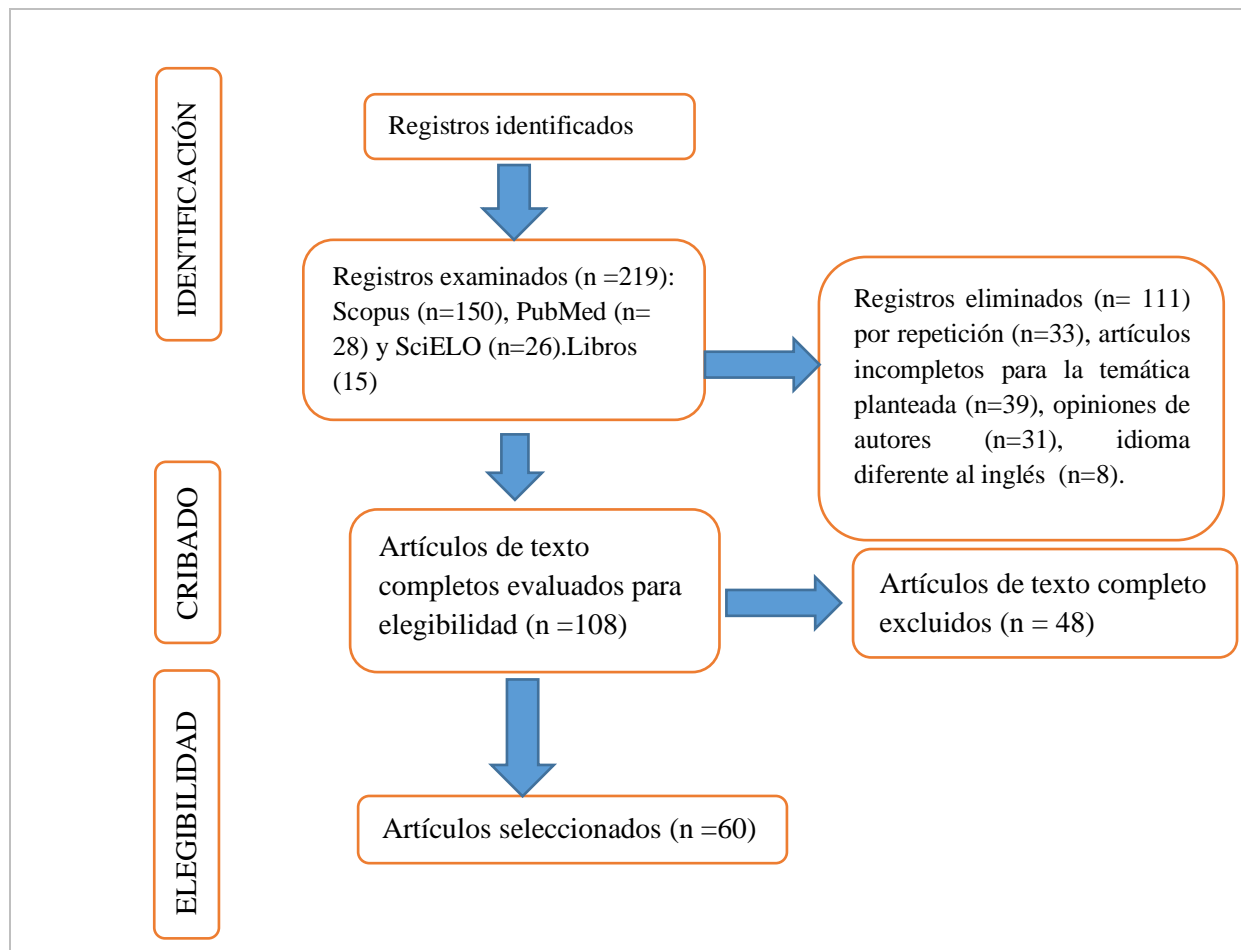 IDENTIFICACIÓN
Registros identificados
Registros examinados (n =219):
Scopus (n=150), PubMed (n=
28) y SciELO (n=26).Libros
(15)
Registros eliminados (n= 111)
por repetición (n=33), artículos
incompletos para la temática
planteada (n=39), opiniones de
autores (n=31), idioma
diferente al inglés (n=8).
CRIBADO
Artículos de texto
completos evaluados para
elegibilidad (n =108)
Artículos de texto completo
excluidos (n = 48)
ELEGIBILIDAD
Artículos seleccionados (n =60)